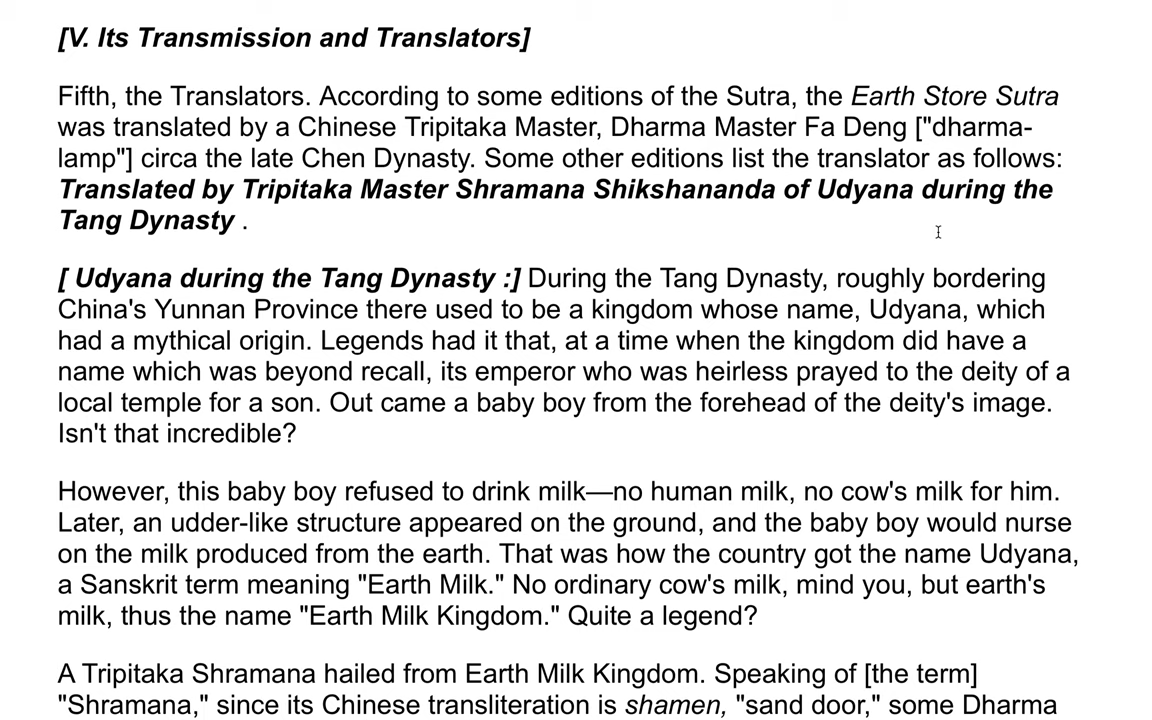 [V. Its Transmission and Translators]
Fifth, the Translators. According to some editions of the Sutra, the Earth Store Sutra
was translated by a Chinese Tripitaka Master, Dharma Master Fa Deng ["dharma-
lamp"] circa the late Chen Dynasty. Some other editions list the translator as follows:
Translated by Tripitaka Master Shramana Shikshananda of Udyana during the
Tang Dynasty .
[ Udyana during the Tang Dynasty :] During the Tang Dynasty, roughly bordering
China's Yunnan Province there used to be a kingdom whose name, Udyana, which
had a mythical origin. Legends had it that, at a time when the kingdom did have a
name which was beyond recall, its emperor who was heirless prayed to the deity of a
local temple for a son. Out came a baby boy from the forehead of the deity's image.
Isn't that incredible?
However, this baby boy refused to drink milk—no human milk, no cow's milk for him.
Later, an udder-like structure appeared on the ground, and the baby boy would nurse
on the milk produced from the earth. That was how the country got the name Udyana,
a Sanskrit term meaning "Earth Milk." No ordinary cow's milk, mind you, but earth's
milk, thus the name "Earth Milk Kingdom." Quite a legend?
A Tripitaka Shramana hailed from Earth Milk Kingdom. Speaking of [the term]
"Shramana," since its Chinese transliteration is shamen, "sand door," some Dharma